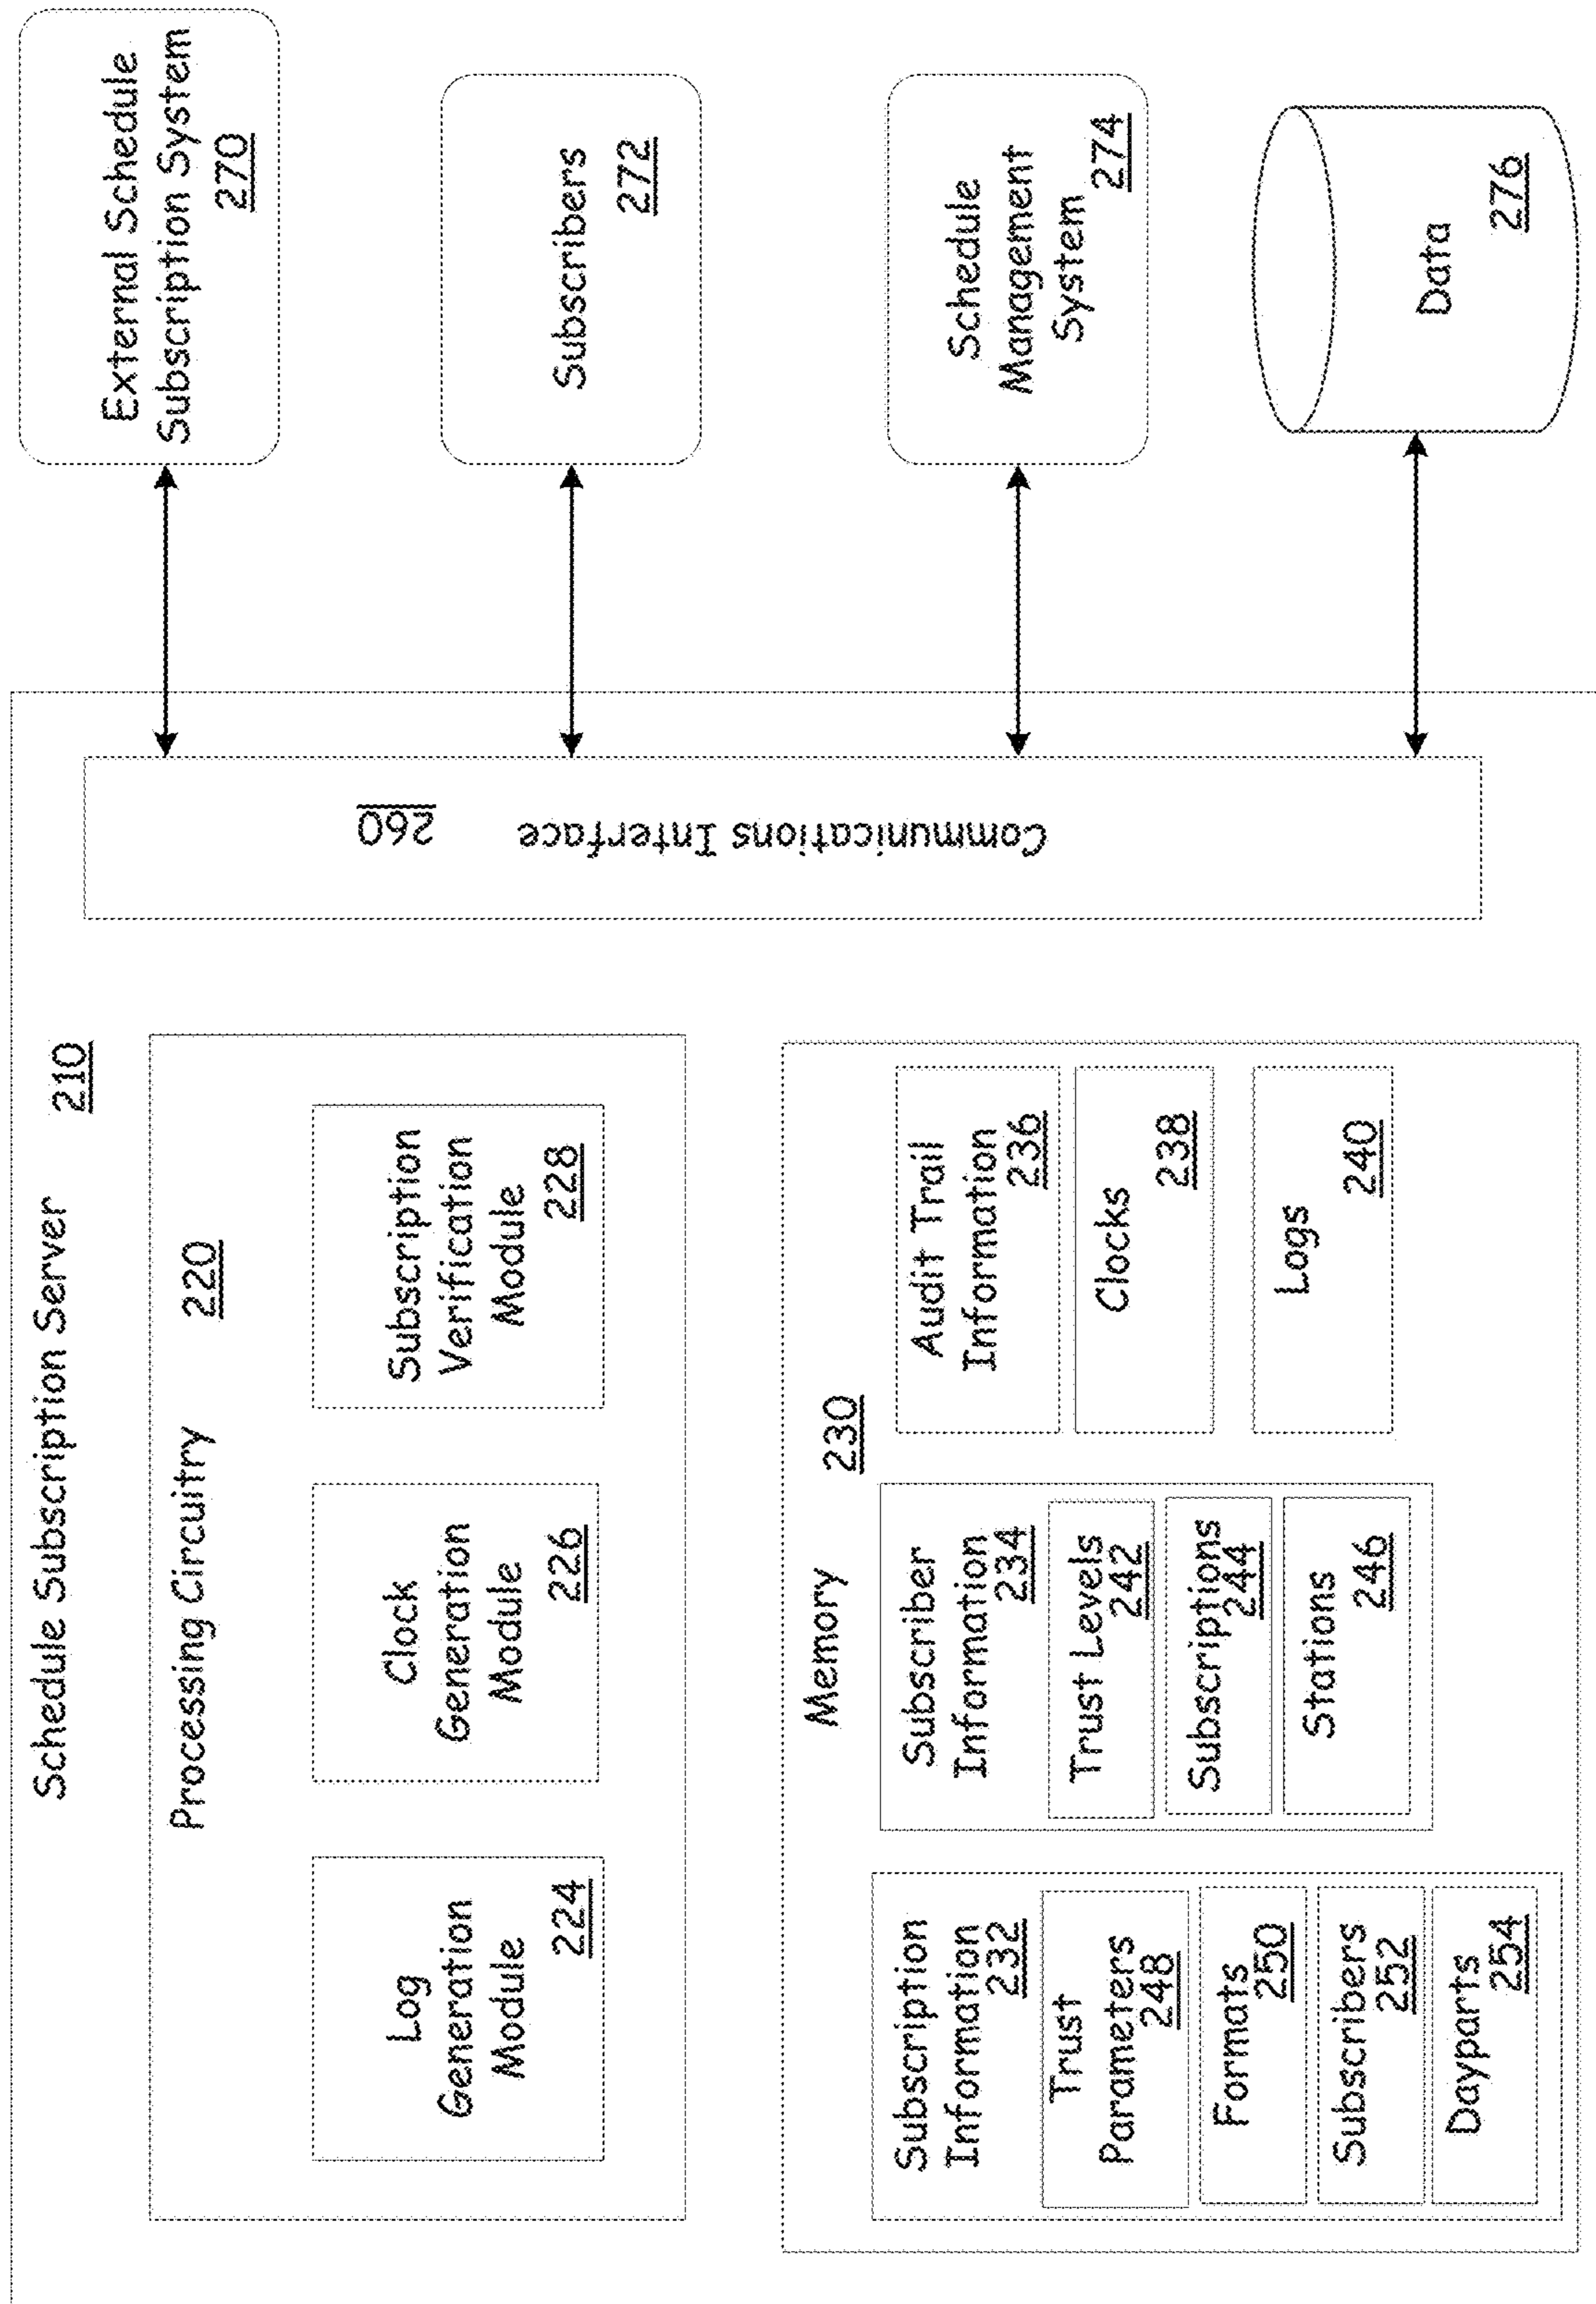 Schedule Subscription Server
210
Processing Circuitry
220
Log
Generation
Module
224
Clock
Generation
Module
226
Subscription
Verification
Module
228
Memory
230
Subscription
Information
232
Trust
Parameters
248
Formats
250
Subscribers
252
Dayparts
254
Subscriber
Information
234
Trust Levels
242
Subscriptions
244
Stations
246
Audit Trail
Information
236
Clocks
238
Logs
240
Communications Interface
260
External Schedule
Subscription System
270
Subscribers
272
Schedule
Management
System
274
Data
276